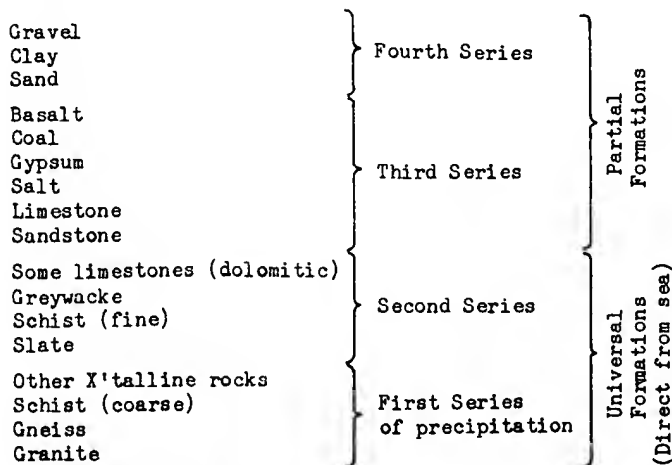 Gravel
Clay
Sand
Fourth Series
Basalt
Coal
Gypsum
Salt
Limestone
Sandstone
Third Series
Partial
Formations
Some limestones (dolomitic)
Greywacke
Schist (fine)
Slate
Second Series
Other X'talline rocks
Schist (coarse)
Gneiss
Granite
First Series
of precipitation
Universal
Formations
(Direct from sea)